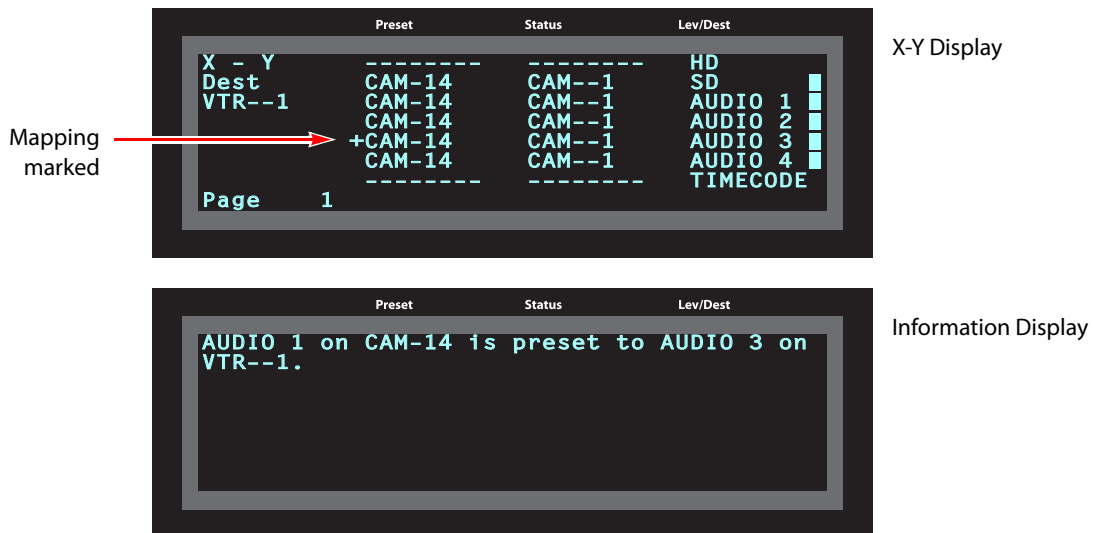 Preset Status Lev/Dest
X-Y Display
X - Y -------- -------- HD
Dest CAM-14 CAM--1 SD
VTR--1 CAM-14 CAM--1 AUDIO 1
CAM-14 CAM--1 AUDIO 2
Mapping marked
+CAM-14 CAM--1 AUDIO 3
CAM-14 CAM--1 AUDIO 4
-------- -------- TIMECODE
Page 1
Preset Status Lev/Dest
Information Display
AUDIO 1 on CAM-14 is preset to AUDIO 3 on
VTR--1.